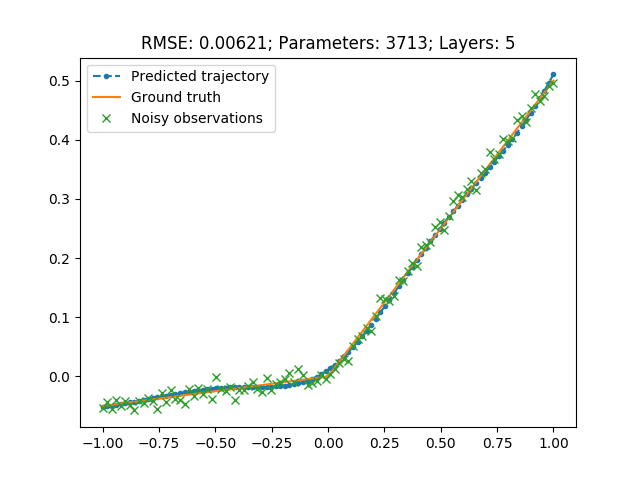 RMSE: 0.00621; Parameters: 3713; Layers: 5
Predicted trajectory
Ground truth
Noisy observations
0.5
0.4
0.3
0.2
0.1
0.0
−1.00 −0.75 −0.50 −0.25 0.00 0.25 0.50 0.75 1.00